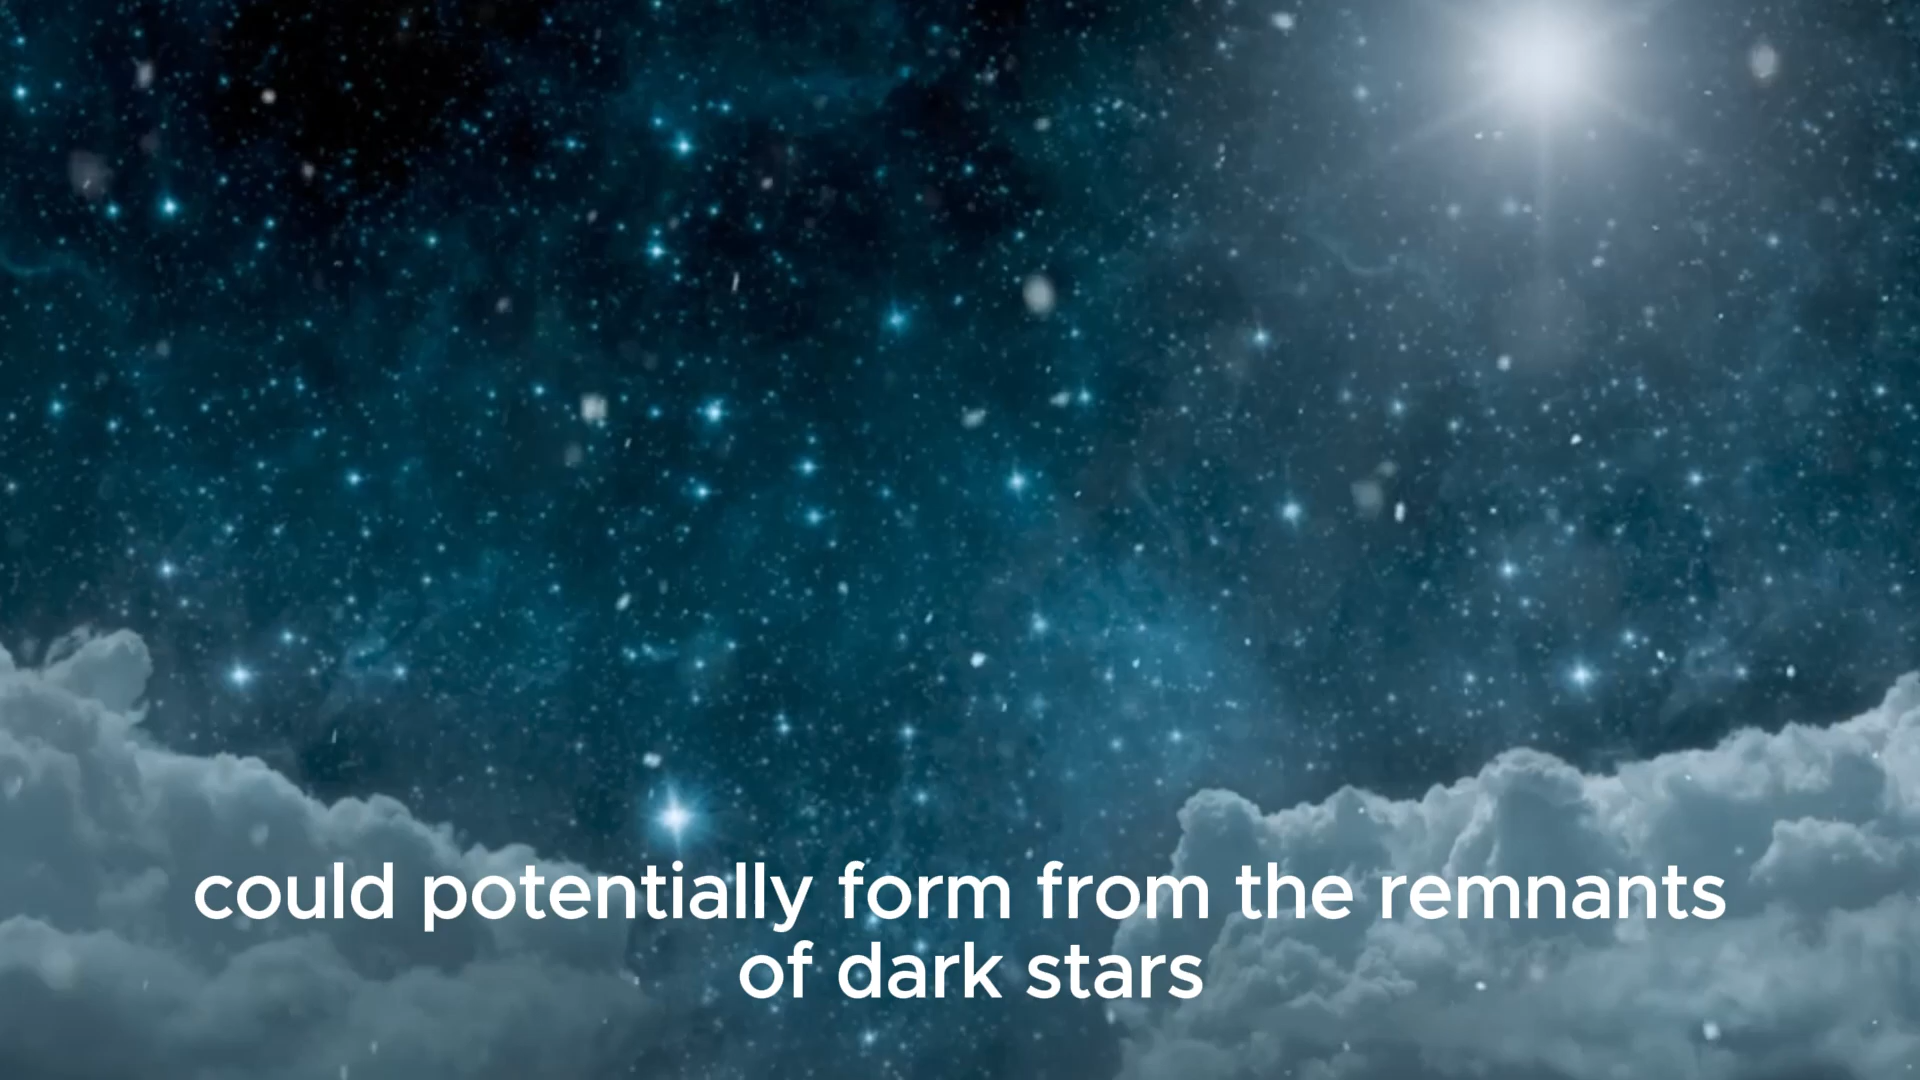 could potentially form from the remnants
of dark stars